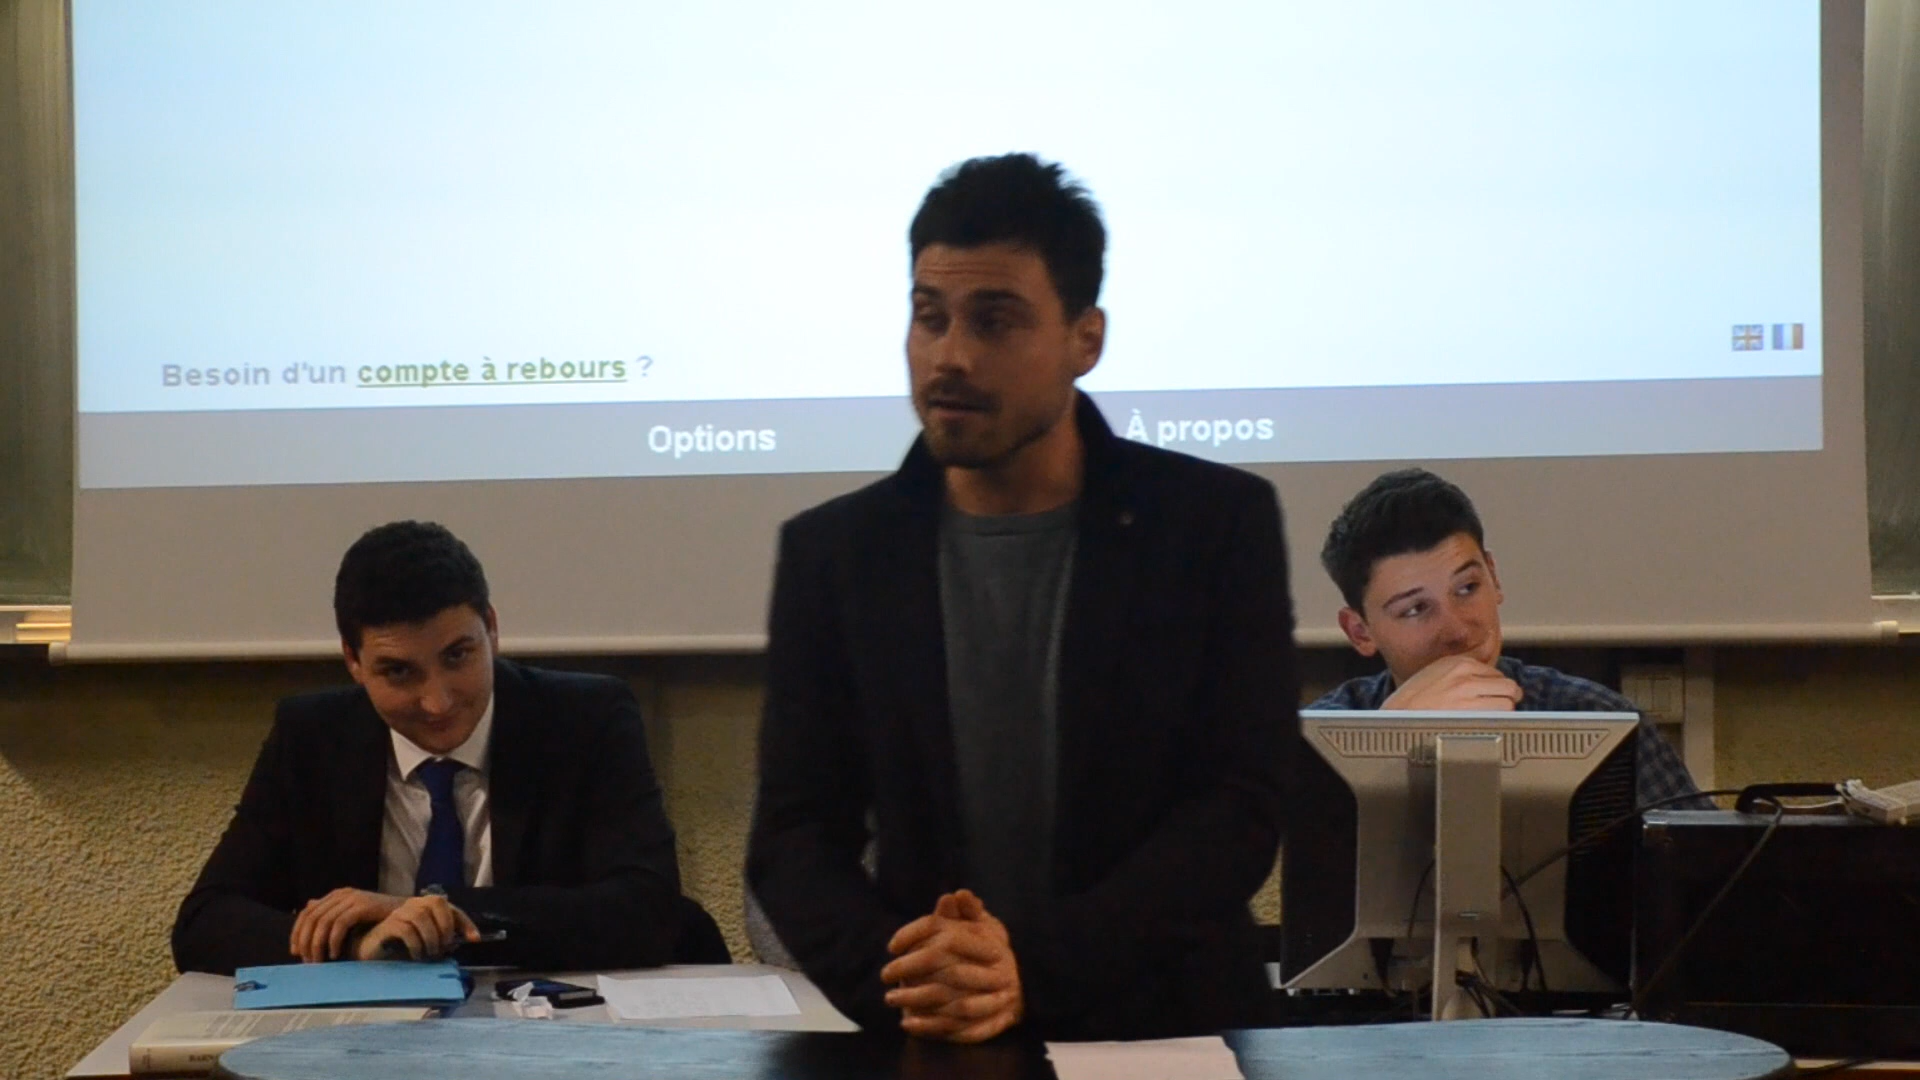 Besoin d'un compte à rebours ?
Options
À propos